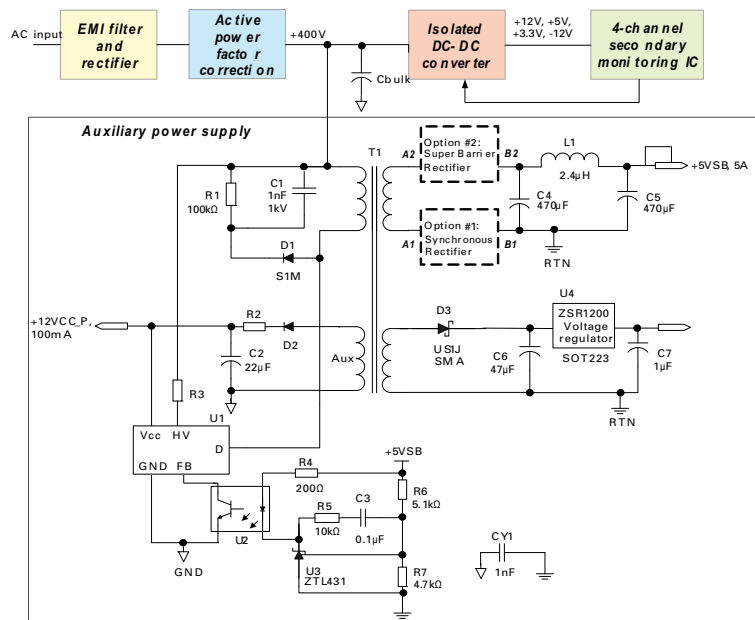 AC input
EMI filter
and
rectifier
Active
power
factor
correction
+400V
Cbulk
Isolated
DC- DC
converter
+12V, +5V,
+3.3V, -12V
4-channel
secondary
monitoring IC
Auxiliary power supply
T1
R1
100kΩ
C1
1nF
1kV
D1
S1M
A2
Option #2:
Super Barrier
Rectifier
B2
L1
2.4µH
+5VSB, 5A
C4
470µF
C5
470µF
A1
Option #1:
Synchronous
Rectifier
B1
RTN
+12VCC_P,
100mA
R2
D2
C2
22µF
Aux
D3
US1J
SMA
C6
47µF
U4
ZSR1200
Voltage
regulator
SOT223
C7
1µF
RTN
R3
U1
Vcc HV
D
GND FB
GND
U2
R4
200Ω
+5VSB
R5
10kΩ
C3
0.1µF
R6
5.1kΩ
U3
ZTL431
R7
4.7kΩ
CY1
1nF